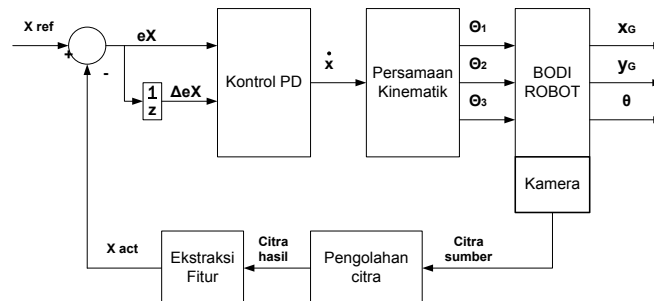 X ref
+
-
eX
1
z
ΔeX
Kontrol PD
ẋ
Persamaan
Kinematik
Θ1
Θ2
Θ3
BODI
ROBOT
xG
yG
θ
Kamera
Citra
sumber
Pengolahan
citra
Citra
hasil
Ekstraksi
Fitur
X act